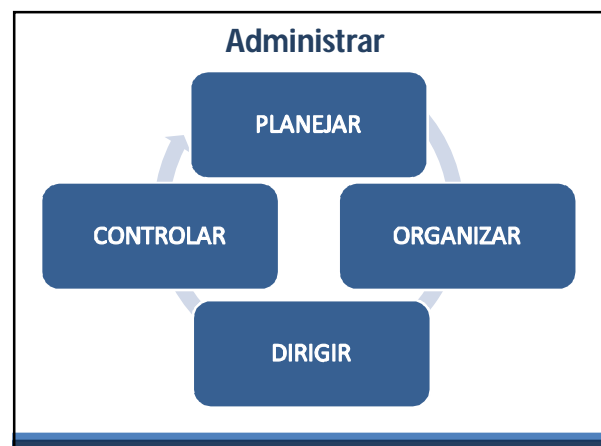 Administrar
PLANEJAR
CONTROLAR
ORGANIZAR
DIRIGIR